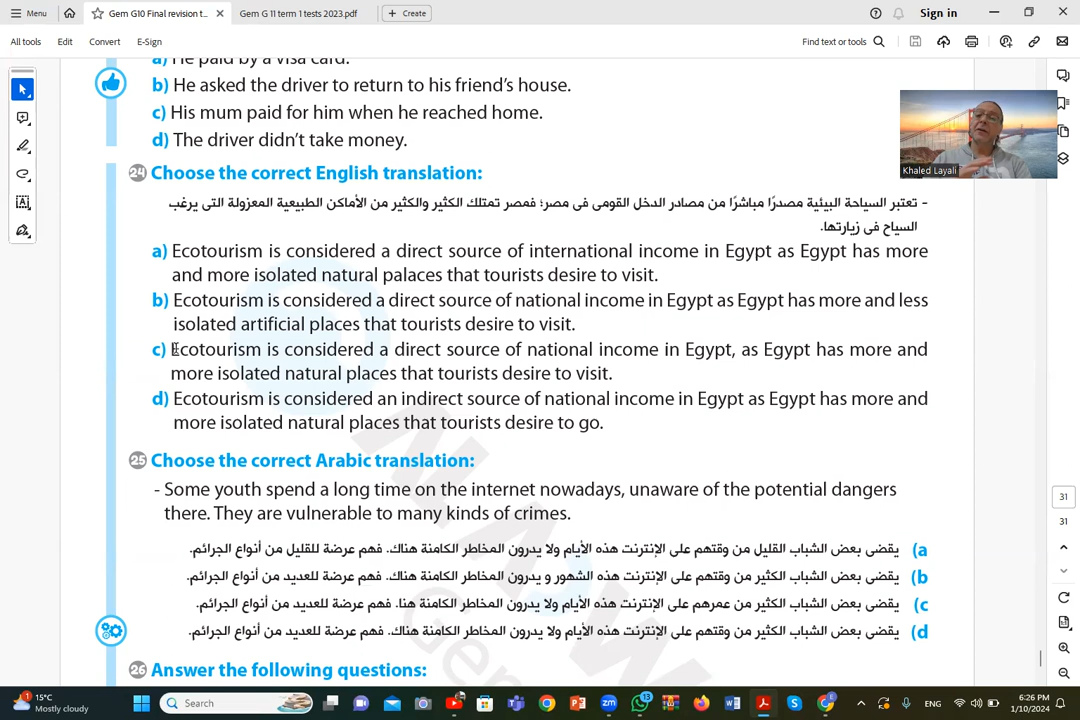 Menu
Gem G10 Final revision t...
Gem G 11 term 1 tests 2023.pdf
Create
Sign in
All tools
Edit
Convert
E-Sign
Find text or tools
a) He paid by a visa card.
b) He asked the driver to return to his friend's house.
c) His mum paid for him when he reached home.
d) The driver didn't take money.
Khaled Layali
24 Choose the correct English translation:
- تعتبر السياحة البيئية مصدرًا مباشرًا من مصادر الدخل القومى فى مصر؛ فمصر تمتلك الكثير والكثير من الأماكن الطبيعية المعزولة التى يرغب
السياح فى زيارتها.
a) Ecotourism is considered a direct source of international income in Egypt as Egypt has more
and more isolated natural palaces that tourists desire to visit.
b) Ecotourism is considered a direct source of national income in Egypt as Egypt has more and less
isolated artificial places that tourists desire to visit.
c) Ecotourism is considered a direct source of national income in Egypt, as Egypt has more and
more isolated natural places that tourists desire to visit.
d) Ecotourism is considered an indirect source of national income in Egypt as Egypt has more and
more isolated natural places that tourists desire to go.
25 Choose the correct Arabic translation:
- Some youth spend a long time on the internet nowadays, unaware of the potential dangers
there. They are vulnerable to many kinds of crimes.
a) يقضى بعض الشباب القليل من وقتهم على الإنترنت هذه الأيام ولا يدرون المخاطر الكامنة هناك. فهم عرضة للقليل من أنواع الجرائم.
b) يقضى بعض الشباب الكثير من وقتهم على الإنترنت هذه الشهور و يدرون المخاطر الكامنة هناك. فهم عرضة للعديد من أنواع الجرائم.
c) يقضى بعض الشباب الكثير من عمرهم على الإنترنت هذه الأيام ولا يدرون المخاطر الكامنة هنا. فهم عرضة للعديد من أنواع الجرائم.
d) يقضى بعض الشباب الكثير من وقتهم على الإنترنت هذه الأيام ولا يدرون المخاطر الكامنة هناك. فهم عرضة للعديد من أنواع الجرائم.
26 Answer the following questions:
31
31
15°C
Mostly cloudy
Search
13
ENG
6:26 PM
1/10/2024